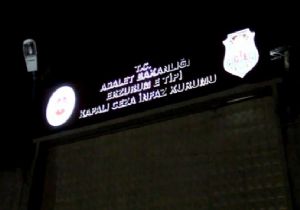 T.C.
ADALET BAKANLIĞI
ERZURUM E TİPİ
KAPALI CEZA İNFAZ KURUMU